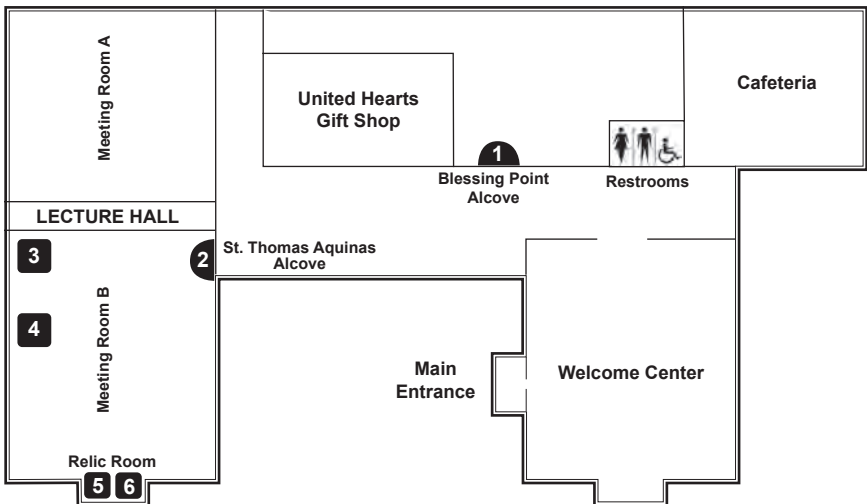 Meeting Room A
United Hearts
Gift Shop
Cafeteria
1
Blessing Point
Alcove
Restrooms
LECTURE HALL
3
2
St. Thomas Aquinas
Alcove
4
Meeting Room B
Main
Entrance
Welcome Center
Relic Room
5
6